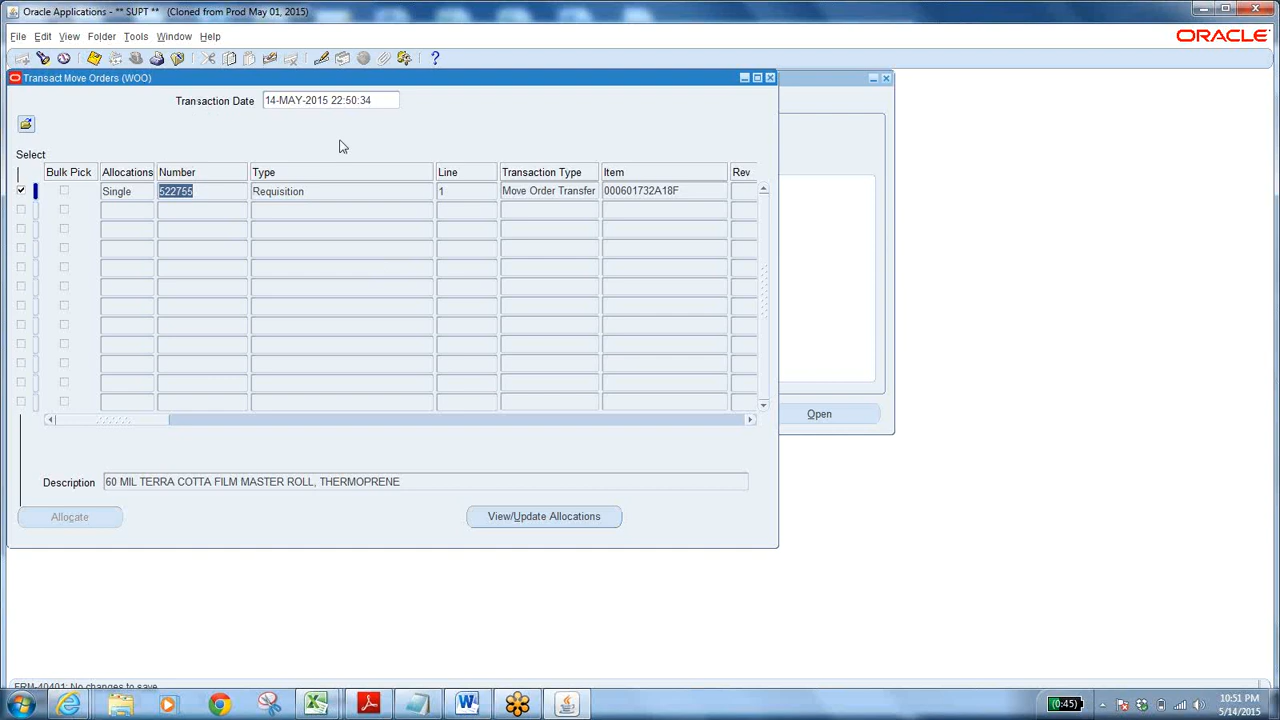 Oracle Applications - ** SUPT ** (Cloned from Prod May 01, 2015)
File Edit View Folder Tools Window Help
ORACLE
Transact Move Orders (WOO)
Transaction Date 14-MAY-2015 22:50:34
Select
Bulk Pick Allocations Number Type Line Transaction Type Item Rev
Single 522755 Requisition 1 Move Order Transfer 000601732A18F
Open
Description 60 MIL TERRA COTTA FILM MASTER ROLL, THERMOPRENE
Allocate View/Update Allocations
FRM-40401: No changes to save.
(0:45) 10:51 PM
5/14/2015